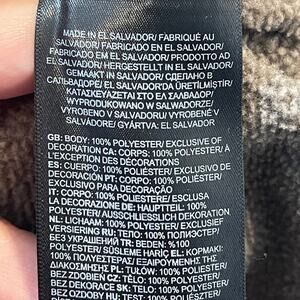 MADE IN EL SALVADOR/ FABRIQUÉ AU
SALVADOR/ FABRICADO EN EL SALVADOR/
FABRICADO EM EL SALVADOR/ PRODOTTO AD
EL SALVADOR/ HERGESTELLT IN EL SALVADOR/
GEMAAKT IN SALVADOR/ СДЕЛАНО В
САЛЬВАДОР/ EL SALVADOR'DA ÜRETİLMİŞTİR/
ΚΑΤΑΣΚΕΥΑΖΕΤΑΙ ΣΤΟ ΕΛ ΣΑΛΒΑΔΟΡ/
WYPRODUKOWANO W SALWADORZE/
VYROBENO V SALVADORU/ VYROBENÉ V
SALVADORE/ GYÁRTVA: EL SALVADOR
GB: BODY: 100% POLYESTER/ EXCLUSIVE OF
DECORATION CA: CORPS: 100% POLYESTER/ À
L'EXCEPTION DES DÉCORATIONS
ES: CUERPO: 100% POLIÉSTER/ EXCLUSIVO
DE DECORACIÓN PT: CORPO: 100% POLIÉSTER/
EXCLUSIVO PARA A DECORAÇÃO
IT: CORPO: 100% POLIESTERE/ ESCLUSA
LA DECORAZIONE DE: HAUPTTEIL: 100%
POLYESTER/ AUSSCHLIESSLICH DEKORATION
NL: LICHAAM: 100% POLYESTER/ EXCLUSIEF
VERSIERING RU: ТЕЛО: 100% ПОЛИЭСТЕР/
БЕЗ УКРАШЕНИЙ TR: BEDEN: %100
POLYESTER/ SÜSLEME HARİÇ EL: ΚΟΡΜΑΚΙ:
100% ΠΟΛΥΕΣΤΕΡΑΣ/ ΕΞΑΙΡΟΥΜΕΝΗΣ ΤΗΣ
ΔΙΑΚΟΣΜΗΣΗΣ PL: TUŁÓW: 100% POLIESTER/
BEZ ZDOBIEŃ CZ: TĚLO: 100% POLYESTER/
BEZ DEKORACE SK: TELO: 100% POLYESTER/
BEZ OZDOBY HU: TEST: 100% POLIÉSZTER/